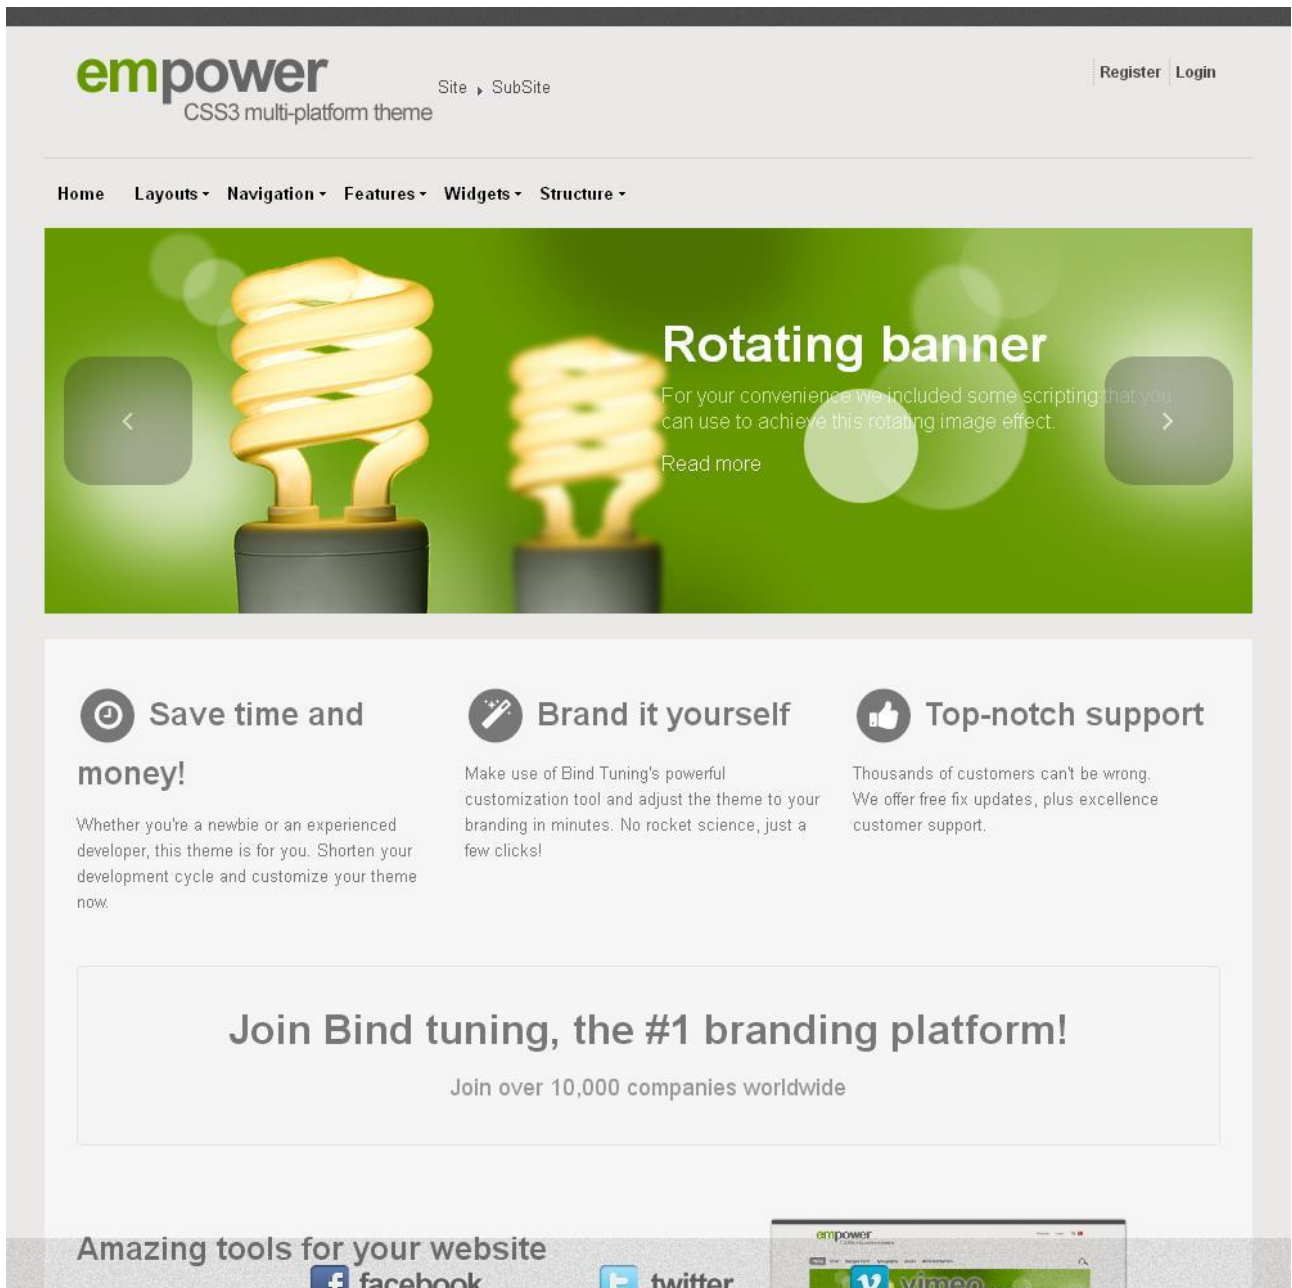 empower
CSS3 multi-platform theme
Site SubSite
Register Login
Home Layouts Navigation Features Widgets Structure
Rotating banner
For your convenience we included some scripting that you
can use to achieve this rotating image effect.
Read more
Save time and
money!
Whether you're a newbie or an experienced
developer, this theme is for you. Shorten your
development cycle and customize your theme
now.
Brand it yourself
Make use of Bind Tuning's powerful
customization tool and adjust the theme to your
branding in minutes. No rocket science, just a
few clicks!
Top-notch support
Thousands of customers can't be wrong.
We offer free fix updates, plus excellence
customer support.
Join Bind tuning, the #1 branding platform!
Join over 10,000 companies worldwide
Amazing tools for your website
empower
facebook twitter vimeo